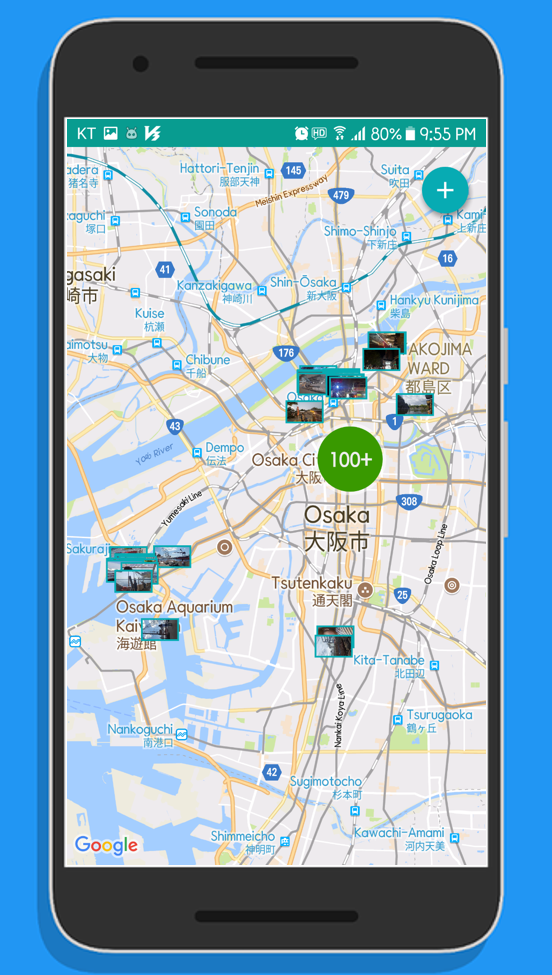 KT HD 80% 9:55 PM
adera
猪名寺
Hattori-Tenjin
服部天神
145
Suita
吹田
Meishin Expressway
479
+
aguchi
塚口
Sonoda
園田
Kami
上新庄
Shimo-Shinjo
下新庄
16
41
gasaki
崎市
Kanzakigawa
神崎川
Shin-Ōsaka
新大阪
Hankyu Kunijima
柴島
Kuise
杭瀬
aimotsu
大物
Chibune
千船
176
AKOJIMA
WARD
都島区
Osaka
1
43
Dempo
伝法
Yodo River
Osaka Ci
大阪
100+
Yumesaki Line
308
Osaka
大阪市
Osaka Loop Line
Sakuraji
Tsutenkaku
通天閣
25
Osaka Aquarium
Kaiy
海遊館
Kita-Tanabe
北田辺
Nankai Koya Line
Tsurugaoka
鶴ヶ丘
Nankoguchi
南港口
42
Sugimotocho
杉本町
Shimmeicho
神明町
Kawachi-Amami
河内天美
Google